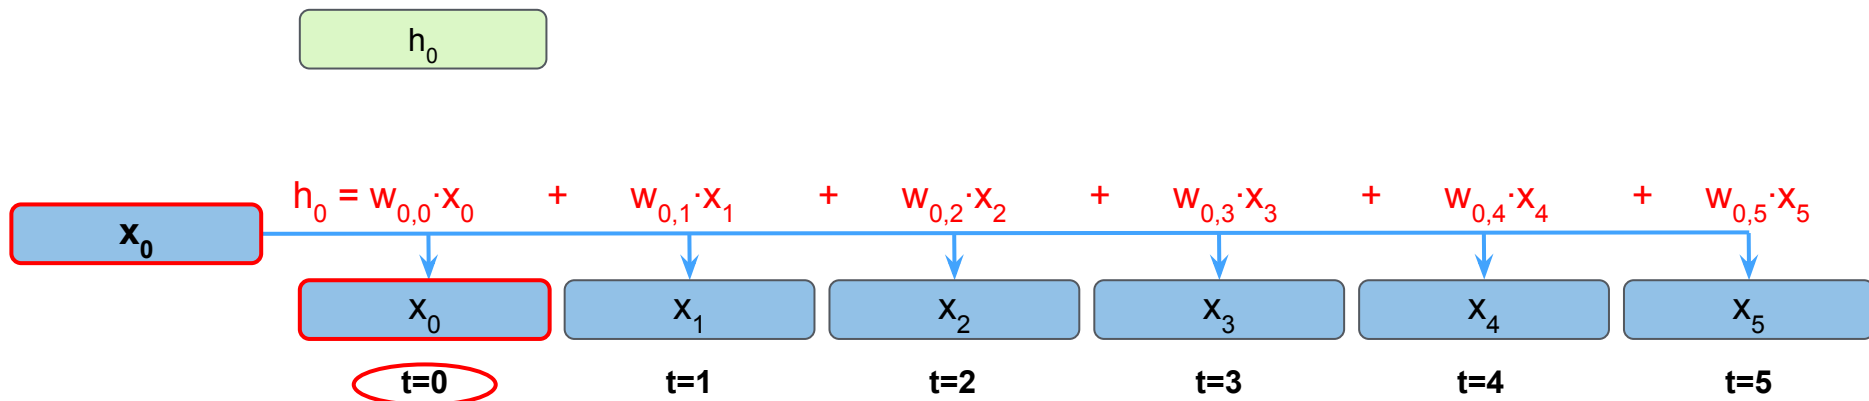 h₀
h₀ = w₀,₀·x₀ + w₀,₁·x₁ + w₀,₂·x₂ + w₀,₃·x₃ + w₀,₄·x₄ + w₀,₅·x₅
x₀
x₀ x₁ x₂ x₃ x₄ x₅
t=0 t=1 t=2 t=3 t=4 t=5